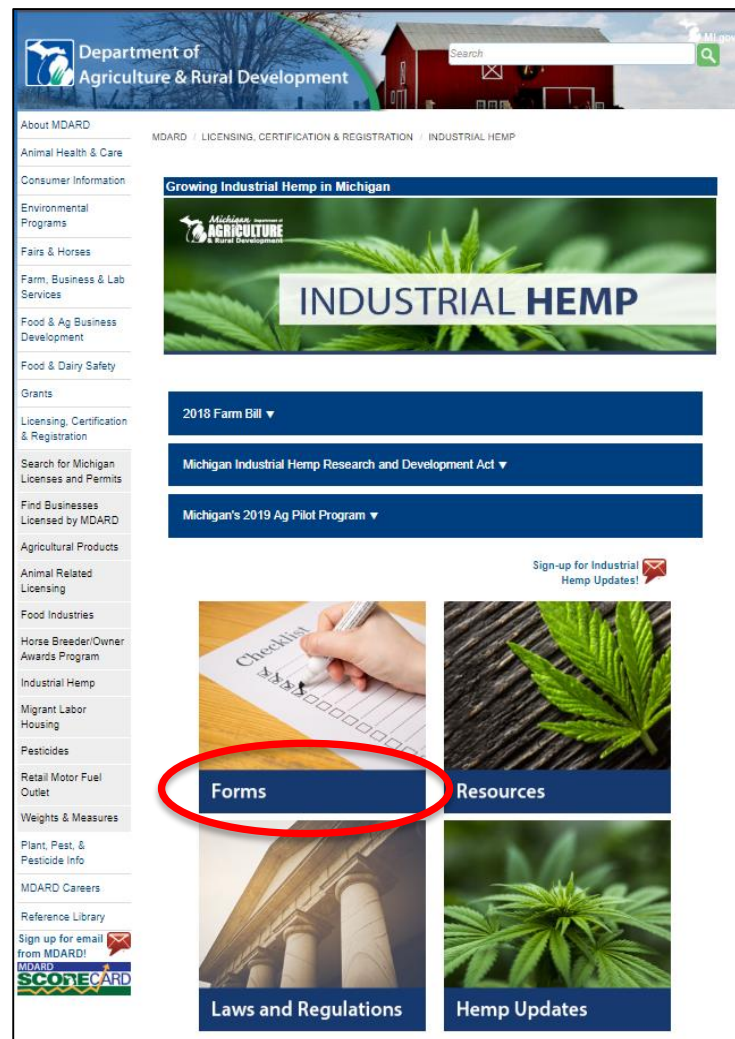 Department of
Agriculture & Rural Development
Search
MI.gov
About MDARD
Animal Health & Care
Consumer Information
Environmental
Programs
Fairs & Horses
Farm, Business & Lab
Services
Food & Ag Business
Development
Food & Dairy Safety
Grants
Licensing, Certification
& Registration
Search for Michigan
Licenses and Permits
Find Businesses
Licensed by MDARD
Agricultural Products
Animal Related
Licensing
Food Industries
Horse Breeder/Owner
Awards Program
Industrial Hemp
Migrant Labor
Housing
Pesticides
Retail Motor Fuel
Outlet
Weights & Measures
Plant, Pest, &
Pesticide Info
MDARD Careers
Reference Library
Sign up for email
from MDARD!
MDARD
SCORECARD
MDARD / LICENSING, CERTIFICATION & REGISTRATION / INDUSTRIAL HEMP
Growing Industrial Hemp in Michigan
Michigan Department of
AGRICULTURE
& Rural Development
INDUSTRIAL HEMP
2018 Farm Bill ▼
Michigan Industrial Hemp Research and Development Act ▼
Michigan's 2019 Ag Pilot Program ▼
Sign-up for Industrial
Hemp Updates!
Checklist
Forms
Resources
Laws and Regulations
Hemp Updates